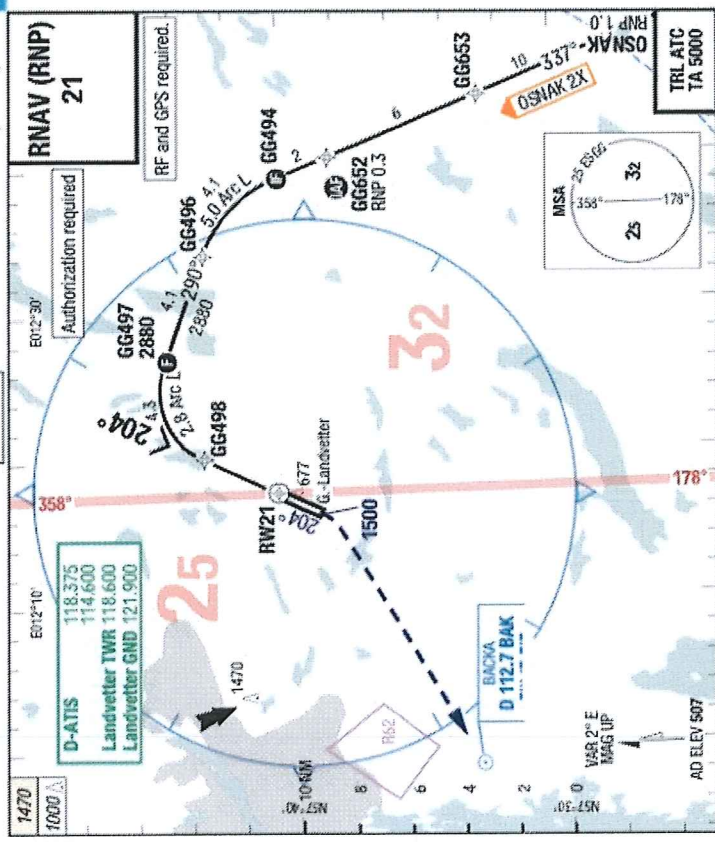 RNAV (RNP)
21
Authorization required
RF and GPS required.
1470
1000
E012°10'
E012°30'
D-ATIS 118.375
114.600
Landvetter TWR 118.600
Landvetter GND 121.900
358°
25
32
1470
204°
4.3
2.8 Arc L
GG498
GG497
2880
4.1
290°
2880
GG496
4.1
5.0 Arc L
IF GG494
2
IAF
GG652
RNP 0.3
6
GG653
10
337°
OSNAK
RNP 1.0
OSNAK 2X
RW21
677
G.-Landvetter
204°
1500
178°
R62
BACKA
D 112.7 BAK
N57°40'
10 NM
8
6
4
2
0
N57°30'
VAR 2° E
MAG UP
AD ELEV 507
MSA
25 ESGG
358°
178°
25
32
TRL ATC
TA 5000